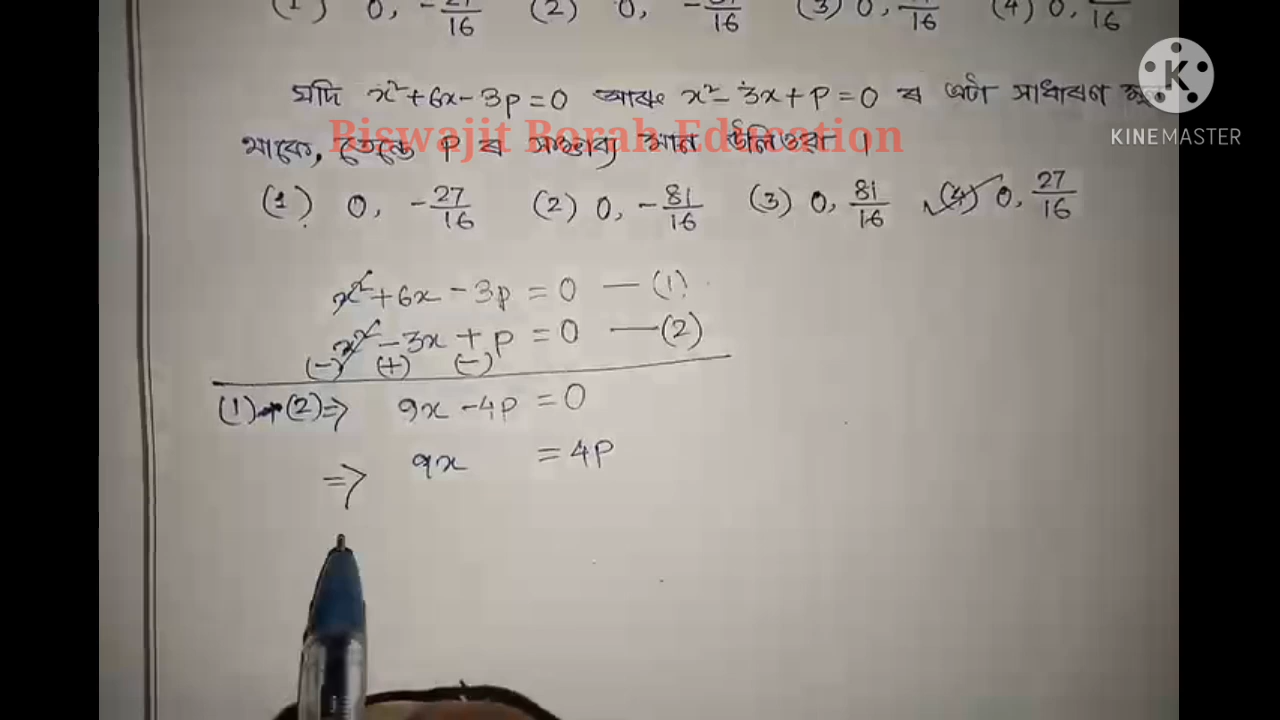 (1) 0, -27/16 (2) 0, - /16 (3) 0, /16 (4) 0, /16
যদি x²+6x-3p=0 আৰু x²-3x+p=0 ৰ এটা সাধাৰণ
থাকে, তেন্তে p ৰ সম্ভাব্য মান উলিওৱা ।
Biswajit Borah Education
K
KINEMASTER
(1) 0, -27/16 (2) 0, -81/16 (3) 0, 81/16 (4) 0, 27/16
x²+6x-3p=0 —(1)
x²-3x+p=0 —(2)
(-) (+) (-)
(1)-(2)⇒ 9x-4p=0
⇒ 9x =4p